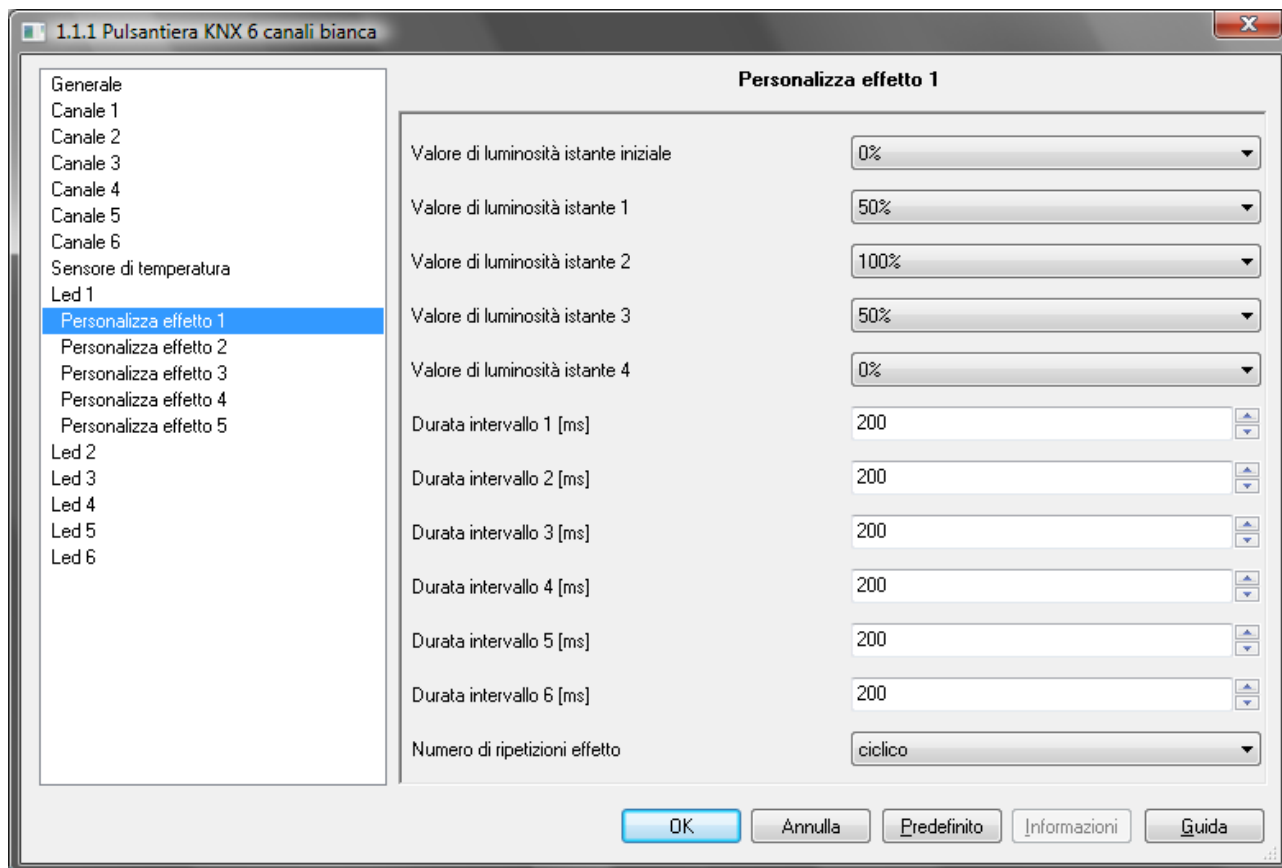 1.1.1 Pulsantiera KNX 6 canali bianca
Generale
Canale 1
Canale 2
Canale 3
Canale 4
Canale 5
Canale 6
Sensore di temperatura
Led 1
Personalizza effetto 1
Personalizza effetto 2
Personalizza effetto 3
Personalizza effetto 4
Personalizza effetto 5
Led 2
Led 3
Led 4
Led 5
Led 6
Personalizza effetto 1
Valore di luminosità istante iniziale 0%
Valore di luminosità istante 1 50%
Valore di luminosità istante 2 100%
Valore di luminosità istante 3 50%
Valore di luminosità istante 4 0%
Durata intervallo 1 [ms] 200
Durata intervallo 2 [ms] 200
Durata intervallo 3 [ms] 200
Durata intervallo 4 [ms] 200
Durata intervallo 5 [ms] 200
Durata intervallo 6 [ms] 200
Numero di ripetizioni effetto ciclico
OK Annulla Predefinito Informazioni Guida